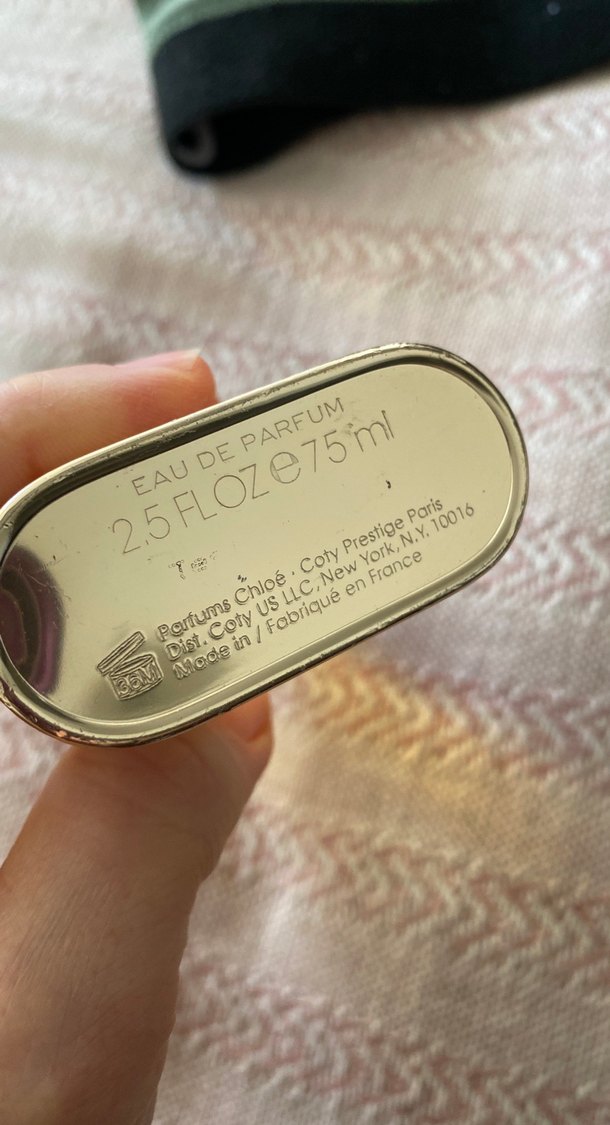 EAU DE PARFUM
2.5 FL OZ e 75 ml
Parfums Chloé · Coty Prestige Paris
Dist. Coty US LLC, New York, N.Y. 10016
Made in / Fabriqué en France
36M